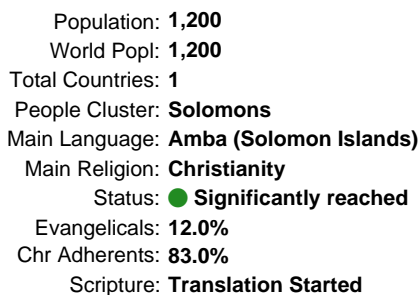 Population: 1,200
World Popl: 1,200
Total Countries: 1
People Cluster: Solomons
Main Language: Amba (Solomon Islands)
Main Religion: Christianity
Status: Significantly reached
Evangelicals: 12.0%
Chr Adherents: 83.0%
Scripture: Translation Started